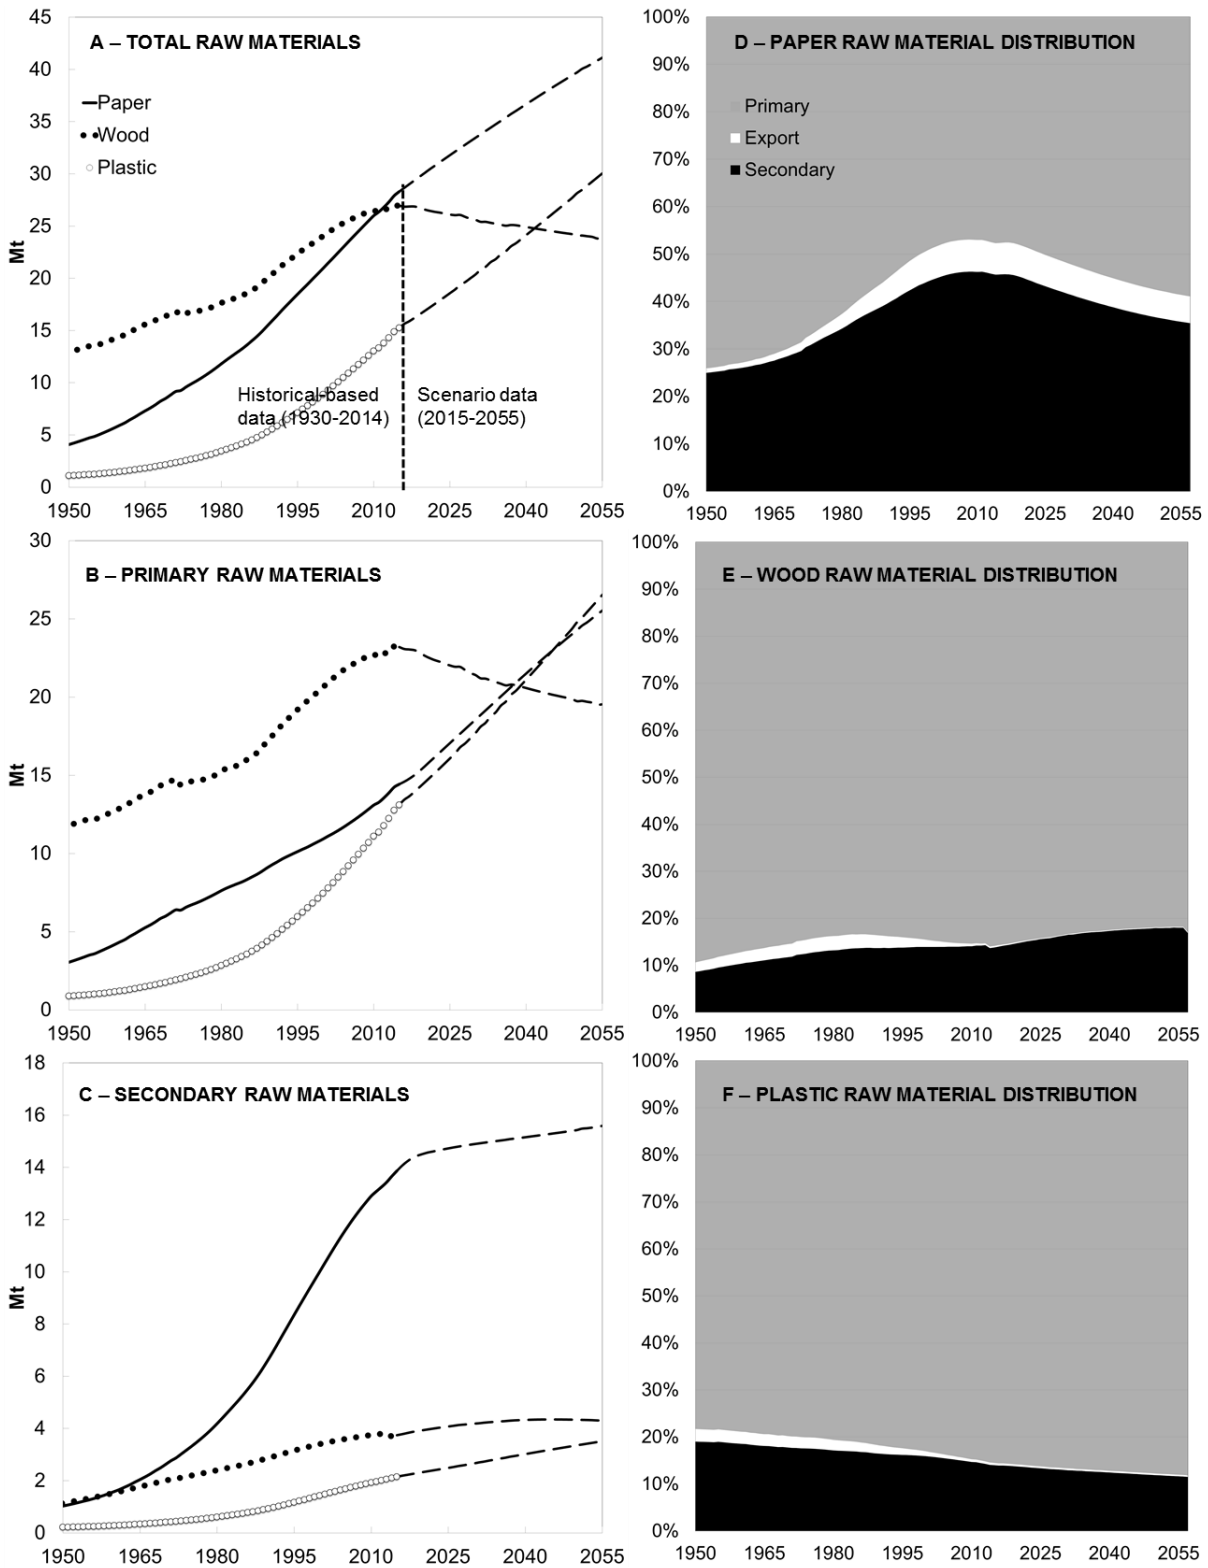 A – TOTAL RAW MATERIALS
45
40
35
30
25
20
15
10
5
0
Mt
Paper
Wood
Plastic
Historical-based
data (1930-2014)
Scenario data
(2015-2055)
1950 1965 1980 1995 2010 2025 2040 2055
D – PAPER RAW MATERIAL DISTRIBUTION
100%
90%
80%
70%
60%
50%
40%
30%
20%
10%
0%
Primary
Export
Secondary
1950 1965 1980 1995 2010 2025 2040 2055
B – PRIMARY RAW MATERIALS
30
25
20
15
10
5
0
Mt
1950 1965 1980 1995 2010 2025 2040 2055
E – WOOD RAW MATERIAL DISTRIBUTION
100%
90%
80%
70%
60%
50%
40%
30%
20%
10%
0%
1950 1965 1980 1995 2010 2025 2040 2055
C – SECONDARY RAW MATERIALS
18
16
14
12
10
8
6
4
2
0
Mt
1950 1965 1980 1995 2010 2025 2040 2055
F – PLASTIC RAW MATERIAL DISTRIBUTION
100%
90%
80%
70%
60%
50%
40%
30%
20%
10%
0%
1950 1965 1980 1995 2010 2025 2040 2055